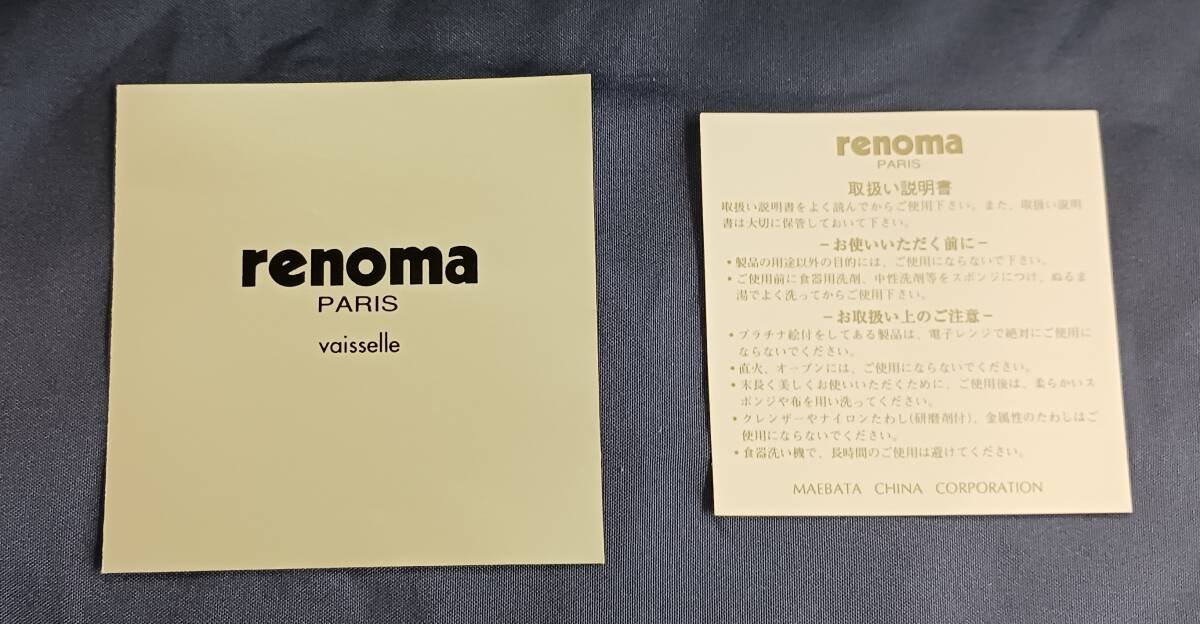 renoma
PARIS
vaisselle
renoma
PARIS
取扱い説明書
取扱い説明書をよく読んでからご使用下さい。また、取扱い説明
書は大切に保管しておいて下さい。
−お使いいただく前に−
•製品の用途以外の目的には、ご使用にならないで下さい。
•ご使用前に食器用洗剤、中性洗剤等をスポンジにつけ、ぬるま
湯でよく洗ってからご使用下さい。
−お取扱い上のご注意−
•プラチナ絵付をしてある製品は、電子レンジで絶対にご使用に
ならないでください。
•直火、オーブンには、ご使用にならないでください。
•末長く美しくお使いいただくために、ご使用後は、柔らかいス
ポンジや布を用い洗ってください。
•クレンザーやナイロンたわし(研磨剤付)、金属性のたわしはご
使用にならないでください。
•食器洗い機で、長時間のご使用は避けてください。
MAEBATA CHINA CORPORATION